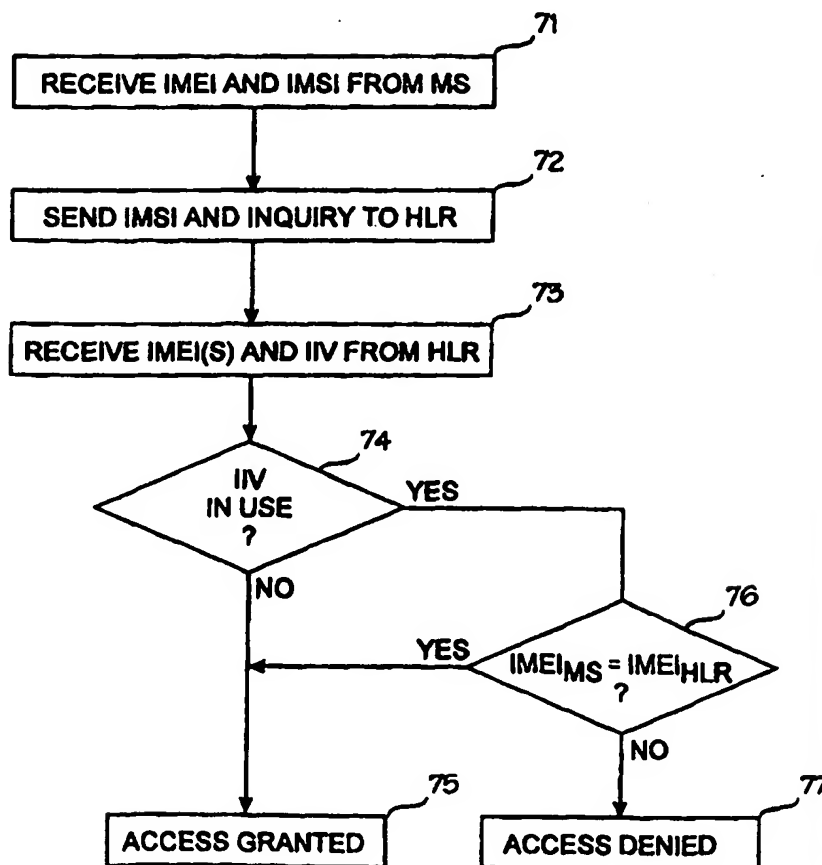 71
RECEIVE IMEI AND IMSI FROM MS
72
SEND IMSI AND INQUIRY TO HLR
73
RECEIVE IMEI(S) AND IIV FROM HLR
74
IIV
IN USE
?
YES
NO
76
YES
IMEIMS = IMEIHLR
?
NO
75
ACCESS GRANTED
77
ACCESS DENIED